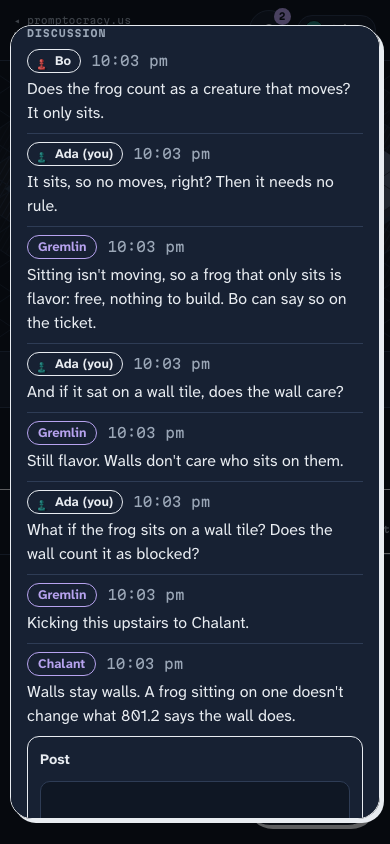 promptocracy.us
2
DISCUSSION
Bo 10:03 pm
Does the frog count as a creature that moves?
It only sits.
Ada (you) 10:03 pm
It sits, so no moves, right? Then it needs no
rule.
Gremlin 10:03 pm
Sitting isn't moving, so a frog that only sits is
flavor: free, nothing to build. Bo can say so on
the ticket.
Ada (you) 10:03 pm
And if it sat on a wall tile, does the wall care?
Gremlin 10:03 pm
Still flavor. Walls don't care who sits on them.
Ada (you) 10:03 pm
What if the frog sits on a wall tile? Does the
wall count it as blocked?
Gremlin 10:03 pm
Kicking this upstairs to Chalant.
Chalant 10:03 pm
Walls stay walls. A frog sitting on one doesn't
change what 801.2 says the wall does.
Post